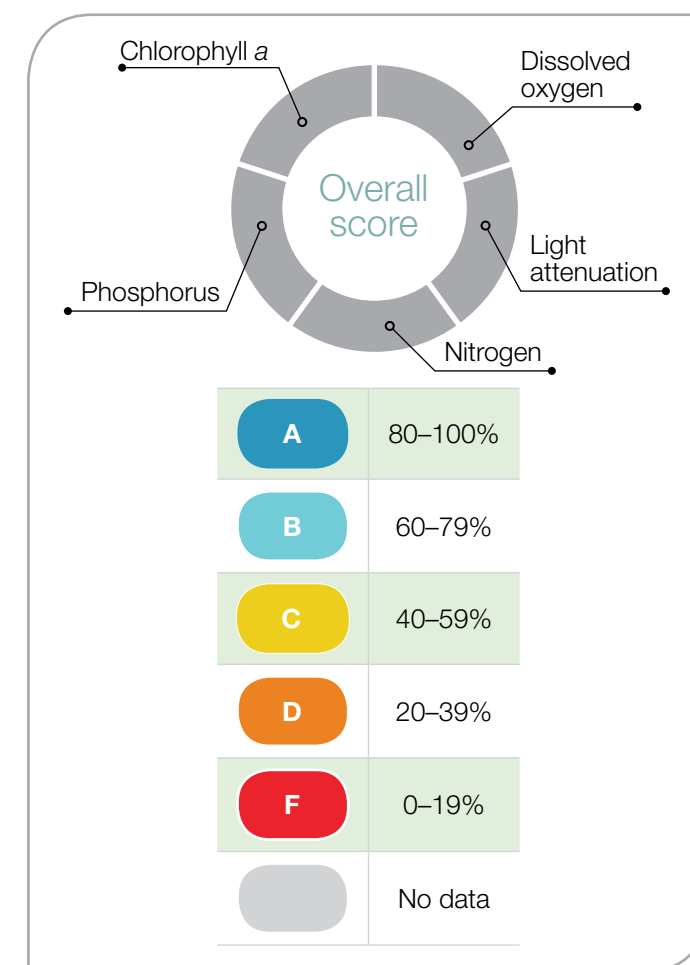 Chlorophyll a
Dissolved
oxygen
Overall
score
Light
attenuation
Phosphorus
Nitrogen
A 80–100%
B 60–79%
C 40–59%
D 20–39%
F 0–19%
No data